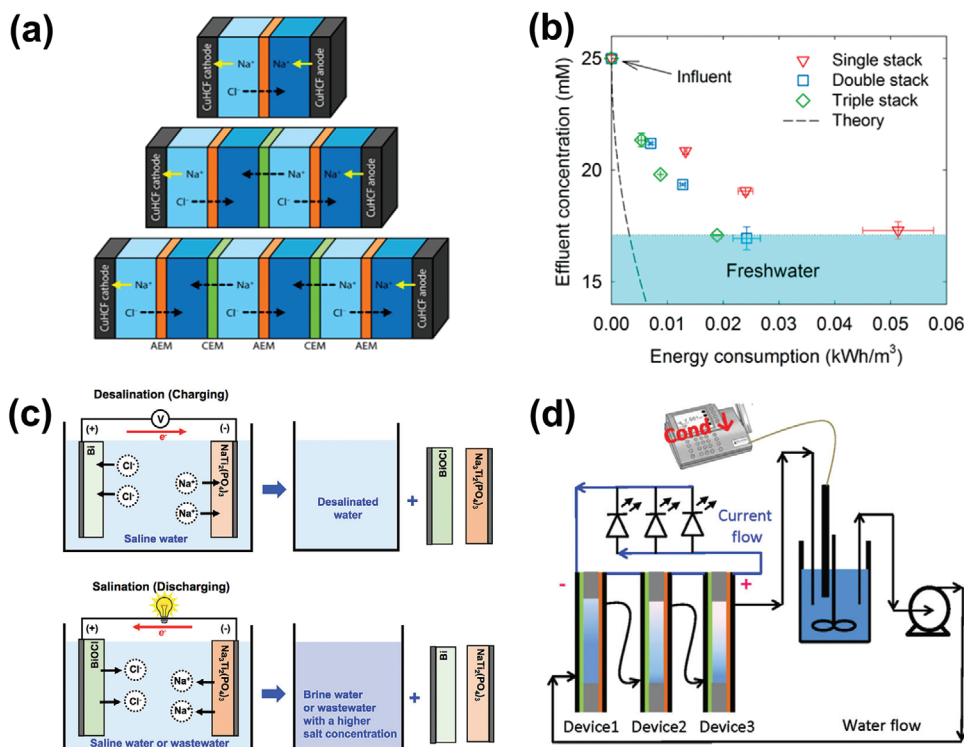 (a)
CuHCF cathode
Na⁺
Na⁺
Cl⁻
CuHCF anode
CuHCF cathode
Na⁺
Na⁺
Na⁺
Cl⁻
Cl⁻
CuHCF anode
CuHCF cathode
Na⁺
Na⁺
Na⁺
Na⁺
Cl⁻
Cl⁻
Cl⁻
CuHCF anode
AEM CEM AEM CEM AEM
(b)
Effluent concentration (mM)
25
20
15
Influent
Single stack
Double stack
Triple stack
Theory
Freshwater
0.00 0.01 0.02 0.03 0.04 0.05 0.06
Energy consumption (kWh/m³)
(c)
Desalination (Charging)
V
(+) e⁻ (-)
Bi
Cl⁻
Cl⁻
Na⁺
Na⁺
NaTi₂(PO₄)₃
Saline water
Desalinated
water
+
BiOCl
Na₃Ti₂(PO₄)₃
Salination (Discharging)
(+) e⁻ (-)
BiOCl
Cl⁻
Cl⁻
Na⁺
Na⁺
Na₃Ti₂(PO₄)₃
Saline water or wastewater
Brine water
or wastewater
with a higher
salt concentration
+
Bi
NaTi₂(PO₄)₃
(d)
Cond
Current
flow
-
+
Device1 Device2 Device3
Water flow